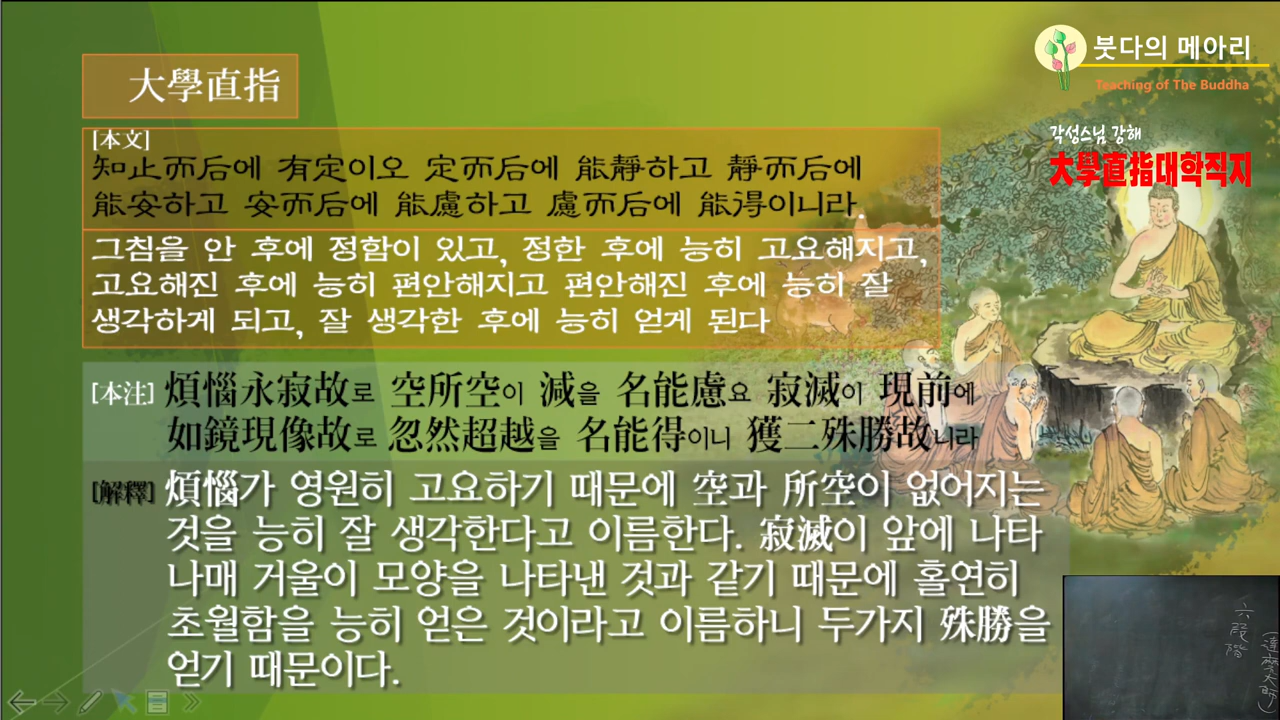 大學直指
[本文]
知止而后에 有定이오 定而后에 能靜하고 靜而后에
能安하고 安而后에 能慮하고 慮而后에 能得이니라.
그침을 안 후에 정함이 있고, 정한 후에 능히 고요해지고,
고요해진 후에 능히 편안해지고 편안해진 후에 능히 잘
생각하게 되고, 잘 생각한 후에 능히 얻게 된다
[本注] 煩惱永寂故로 空所空이 滅을 名能慮요 寂滅이 現前에
如鏡現像故로 忽然超越을 名能得이니 獲二殊勝故니라
[解釋] 煩惱가 영원히 고요하기 때문에 空과 所空이 없어지는
것을 능히 잘 생각한다고 이름한다. 寂滅이 앞에 나타
나매 거울이 모양을 나타낸 것과 같기 때문에 홀연히
초월함을 능히 얻은 것이라고 이름하니 두가지 殊勝을
얻기 때문이다.
붓다의 메아리
Teaching of The Buddha
각성스님 강해
大學直指대학직지